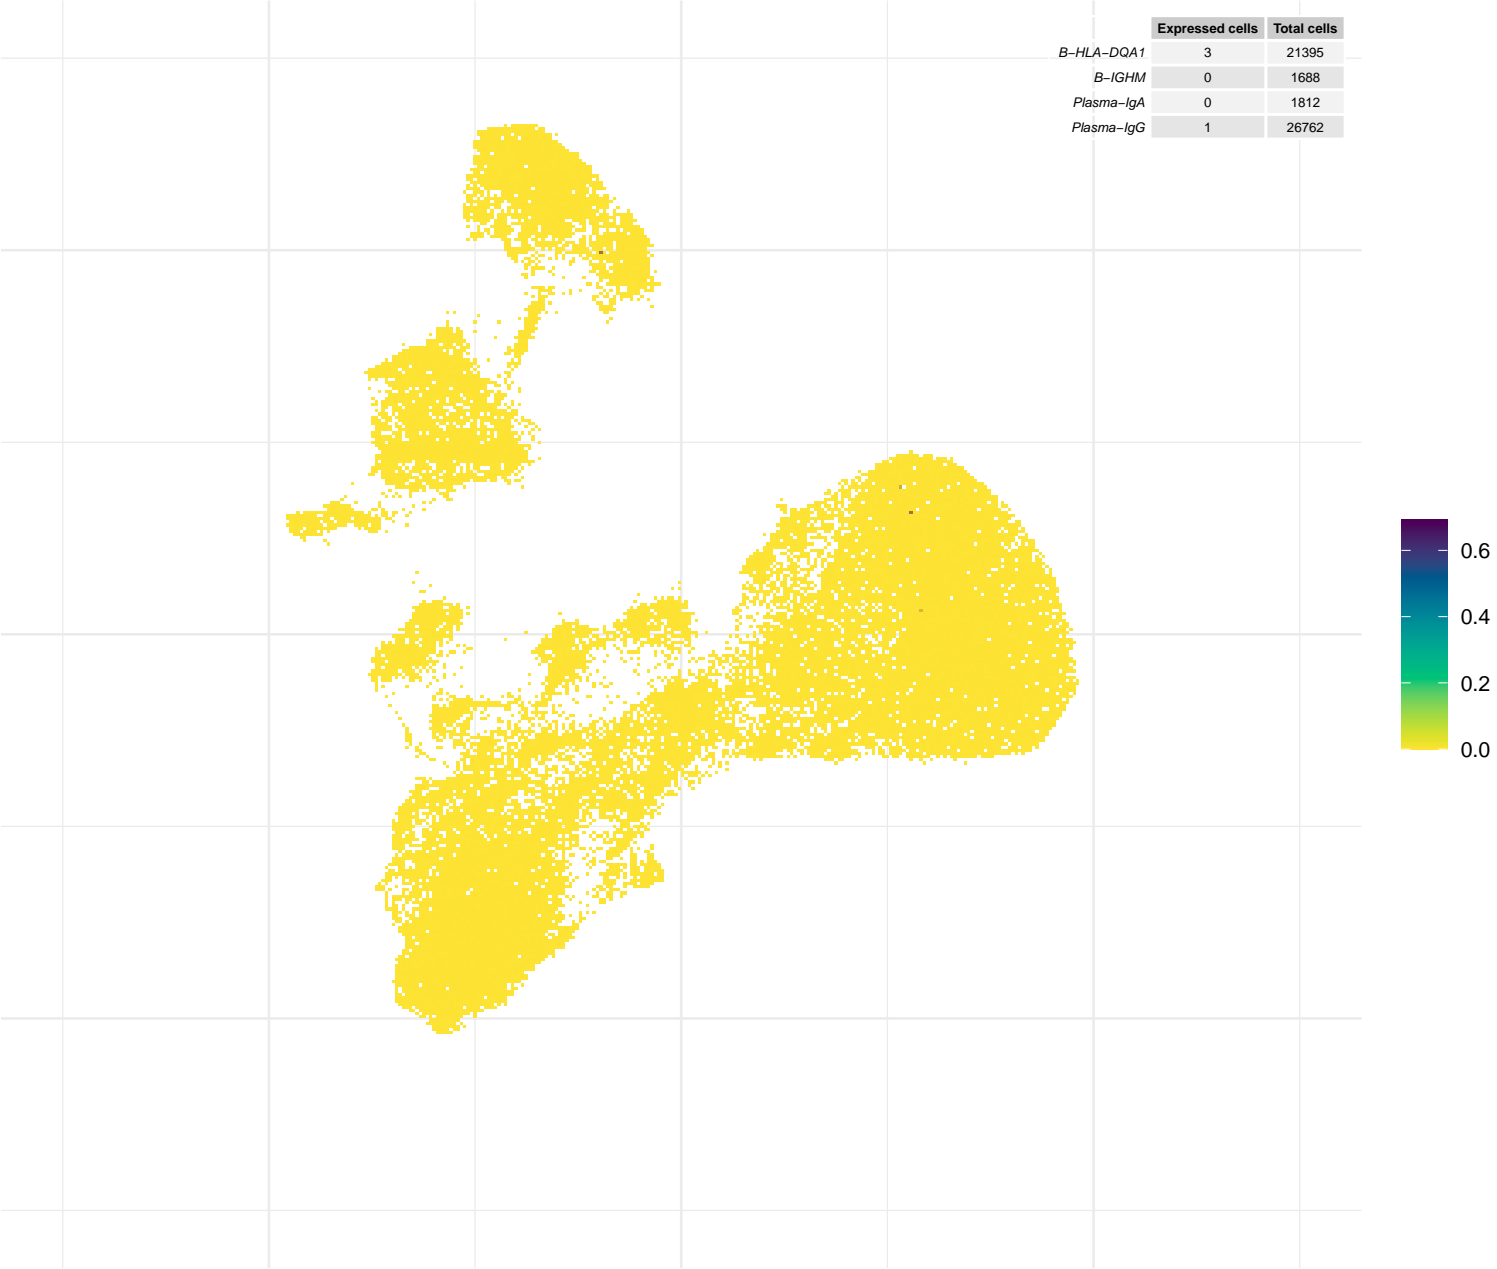 Expressed cells Total cells
B−HLA−DQA1 3 21395
B−IGHM 0 1688
Plasma−IgA 0 1812
Plasma−IgG 1 26762
0.6
0.4
0.2
0.0